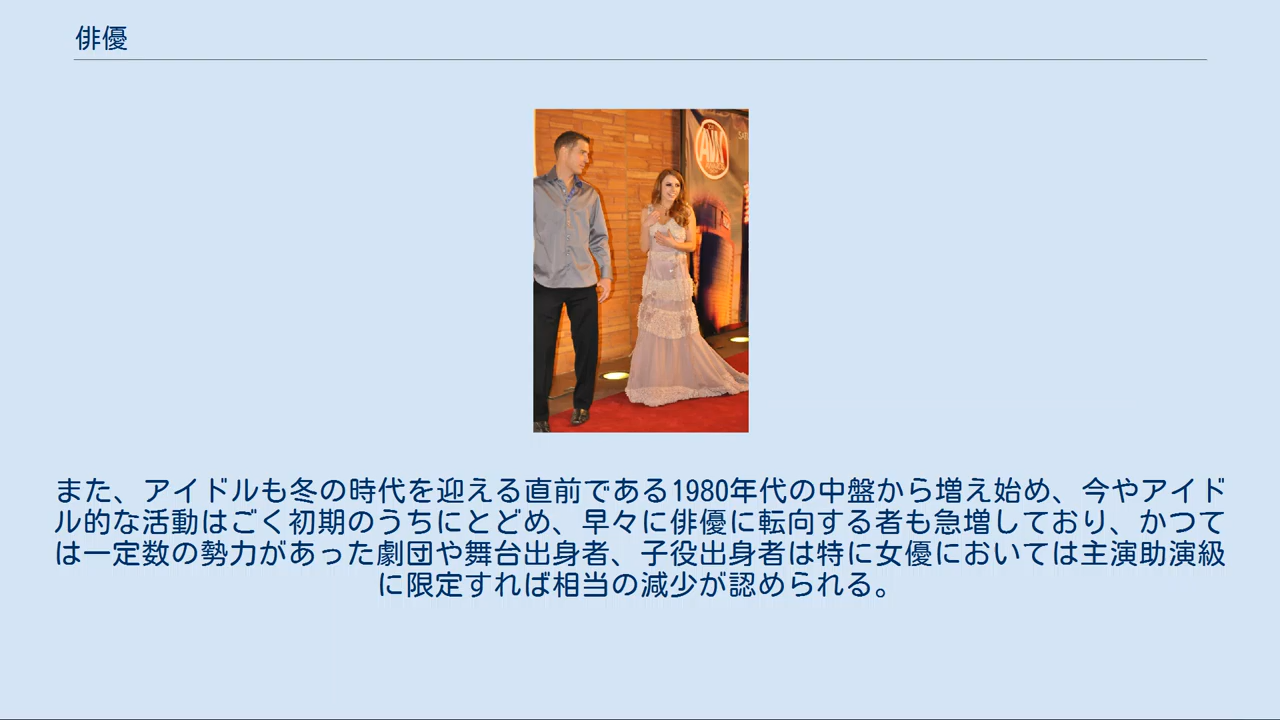 俳優
AVN
また、アイドルも冬の時代を迎える直前である1980年代の中盤から増え始め、今やアイド
ル的な活動はごく初期のうちにとどめ、早々に俳優に転向する者も急増しており、かつて
は一定数の勢力があった劇団や舞台出身者、子役出身者は特に女優においては主演助演級
に限定すれば相当の減少が認められる。